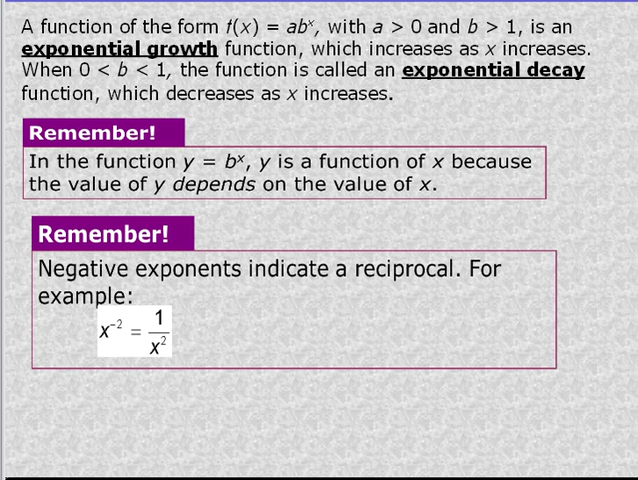 A function of the form f(x) = abˣ, with a > 0 and b > 1, is an
exponential growth function, which increases as x increases.
When 0 < b < 1, the function is called an exponential decay
function, which decreases as x increases.
Remember!
In the function y = bˣ, y is a function of x because
the value of y depends on the value of x.
Remember!
Negative exponents indicate a reciprocal. For
example:
x⁻² = 1/x²